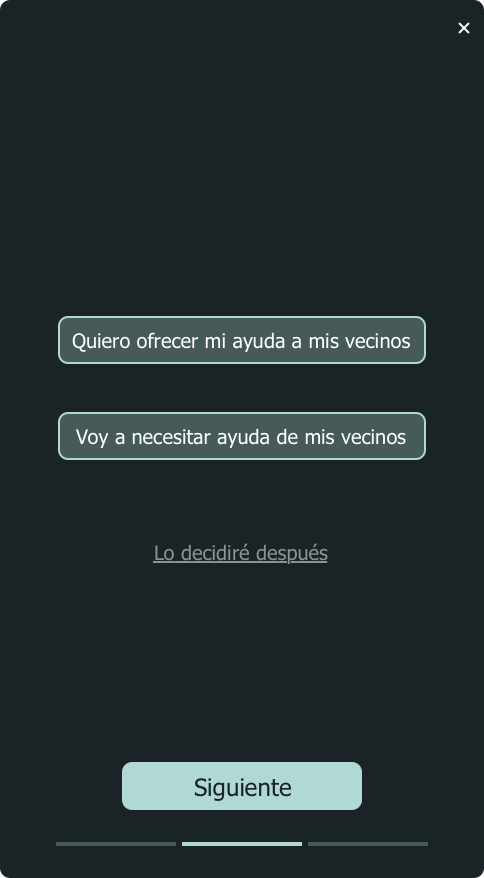 Quiero ofrecer mi ayuda a mis vecinos
Voy a necesitar ayuda de mis vecinos
Lo decidiré después
Siguiente